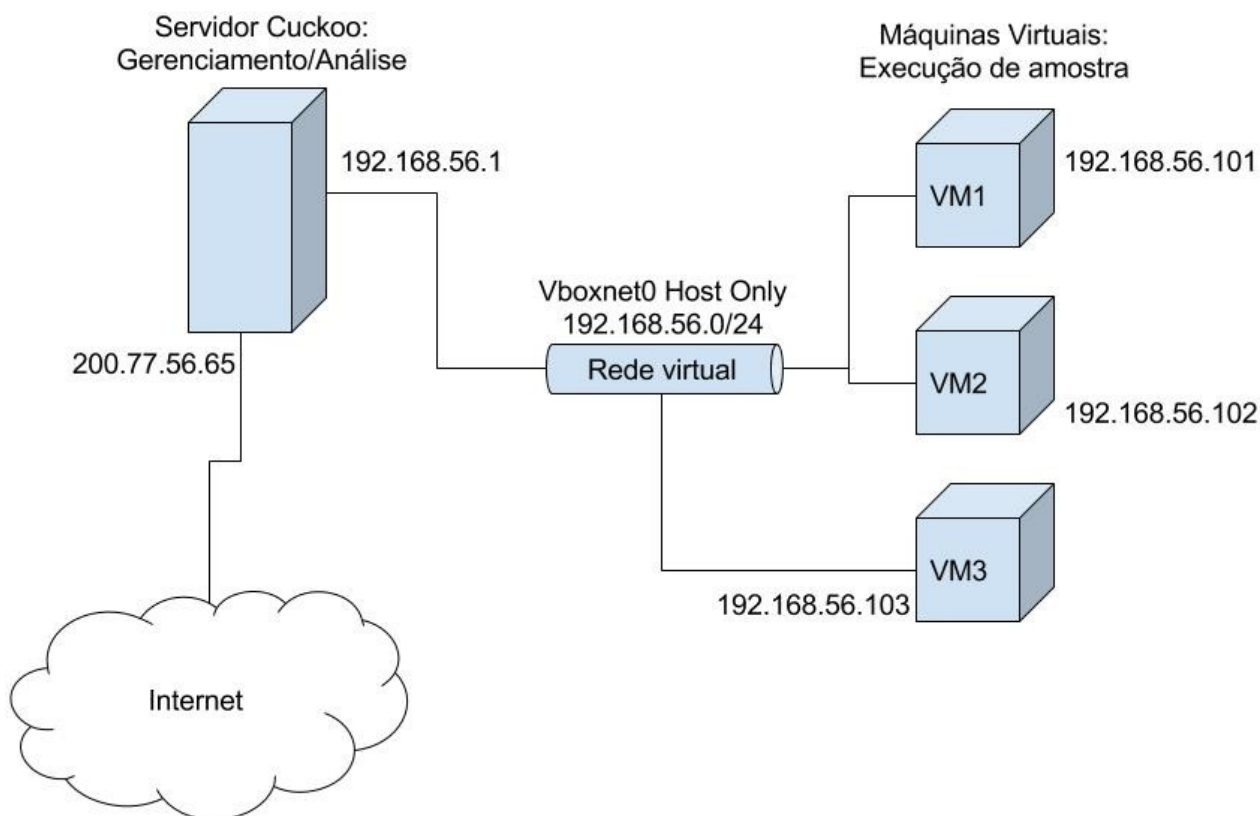 Servidor Cuckoo:
Gerenciamento/Análise
Máquinas Virtuais:
Execução de amostra
192.168.56.1
192.168.56.101
VM1
Vboxnet0 Host Only
192.168.56.0/24
Rede virtual
200.77.56.65
VM2
192.168.56.102
VM3
192.168.56.103
Internet